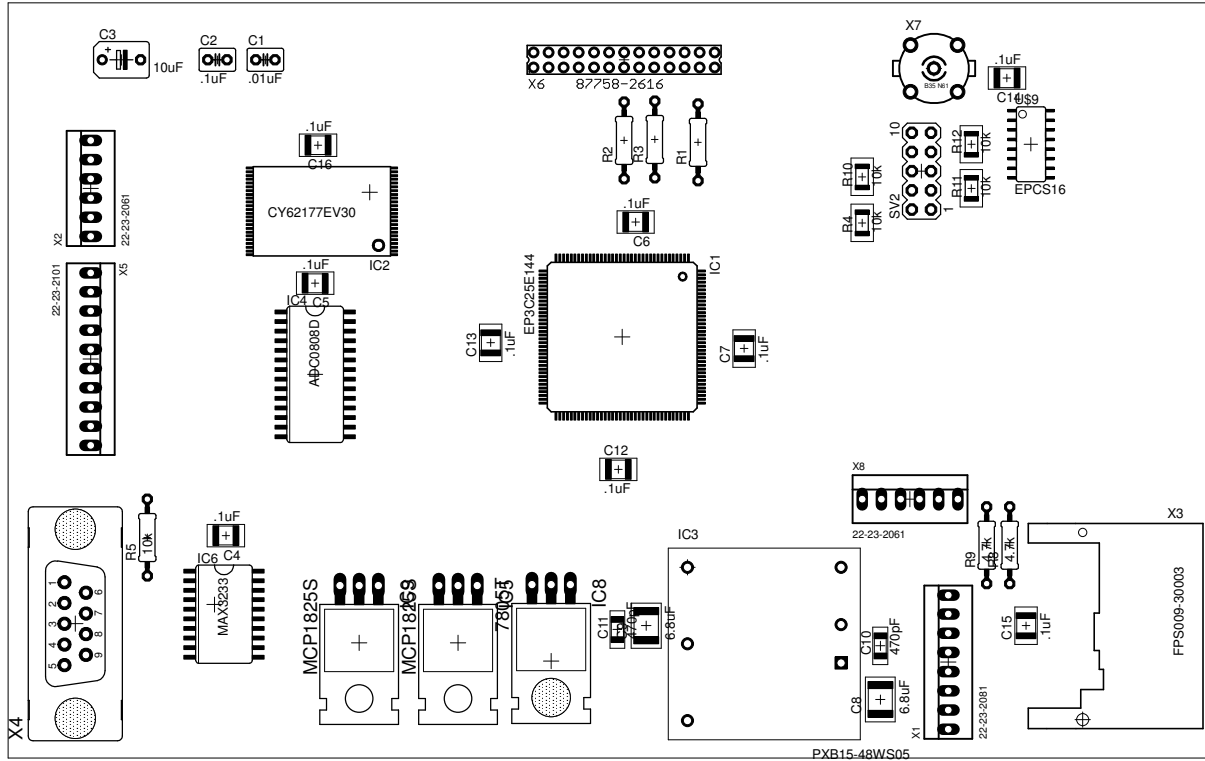 C3
+
10uF
C2
.1uF
C1
.01uF
X6
87758-2616
X7
B35 N61
.1uF
C14
U$9
EPCS16
10
SV2
1
R12
10k
R11
10k
R10
10k
R4
10k
R2
R3
R1
.1uF
C6
.1uF
C16
CY62177EV30
IC2
X2
22-23-2061
22-23-2101
X5
.1uF
IC4
C5
ADC0808D
EP3C25E144
IC1
C13
.1uF
C7
.1uF
C12
.1uF
X8
22-23-2061
R9
4.7k
4.7k
X3
FPS009-30003
C15
.1uF
X4
1
2
3
4
5
6
7
8
9
R5
10k
.1uF
IC6
C4
MAX3233
MCP1825S
MCP1825S
IC8
IC3
C11
470pF
6.8uF
C10
470pF
C8
6.8uF
PXB15-48WS05
X1
22-23-2081